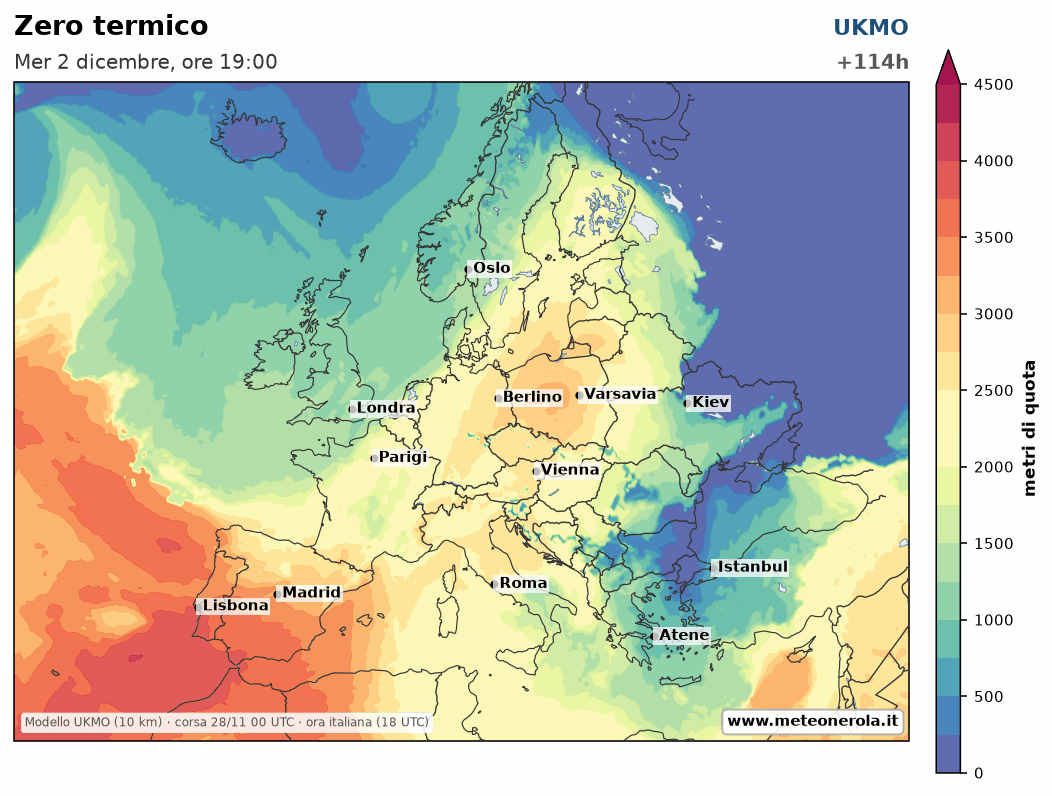 Zero termico
UKMO
Mer 2 dicembre, ore 19:00
+114h
4500
4000
3500
3000
2500
2000
1500
1000
500
0
metri di quota
Oslo
Londra
Berlino
Varsavia
Kiev
Parigi
Vienna
Istanbul
Roma
Madrid
Lisbona
Atene
Modello UKMO (10 km) · corsa 28/11 00 UTC · ora italiana (18 UTC)
www.meteonerola.it